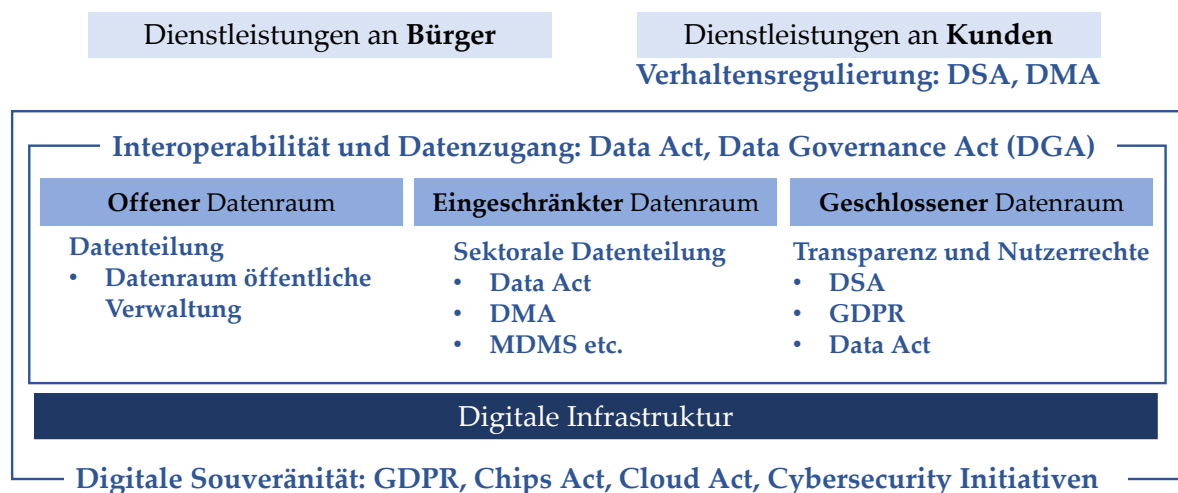 Dienstleistungen an Bürger
Dienstleistungen an Kunden
Verhaltensregulierung: DSA, DMA
Interoperabilität und Datenzugang: Data Act, Data Governance Act (DGA)
Offener Datenraum
Datenteilung
• Datenraum öffentliche
Verwaltung
Eingeschränkter Datenraum
Sektorale Datenteilung
• Data Act
• DMA
• MDMS etc.
Geschlossener Datenraum
Transparenz und Nutzerrechte
• DSA
• GDPR
• Data Act
Digitale Infrastruktur
Digitale Souveränität: GDPR, Chips Act, Cloud Act, Cybersecurity Initiativen